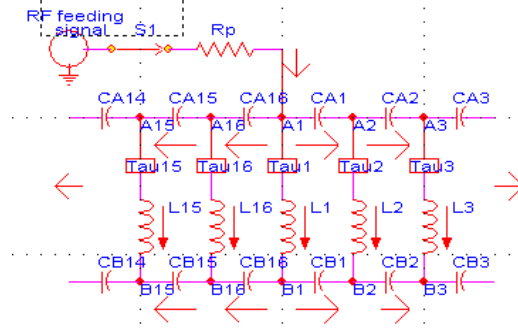 RF feeding
signal
S1
Rp
CA14 CA15 CA16 CA1 CA2 CA3
A15 A16 A1 A2 A3
Tau15 Tau16 Tau1 Tau2 Tau3
L15 L16 L1 L2 L3
CB14 CB15 CB16 CB1 CB2 CB3
B15 B16 B1 B2 B3